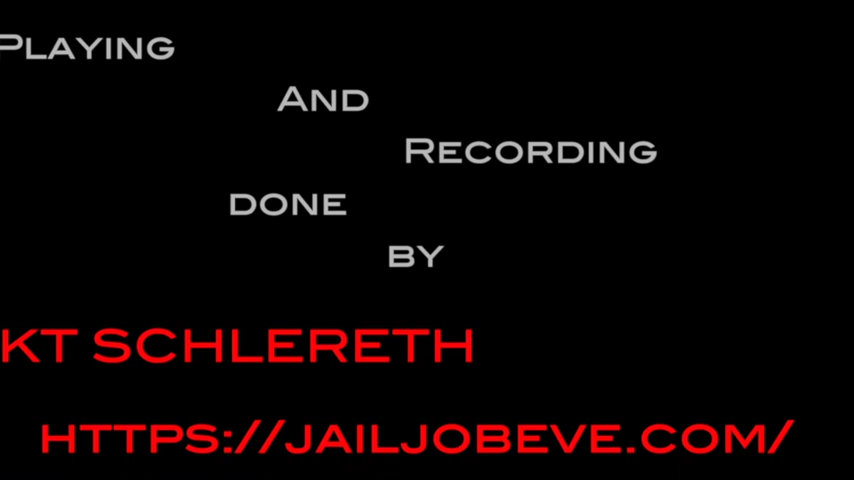 Playing
And
Recording
done
by
KT SCHLERETH
HTTPS://JAILJOBEVE.COM/